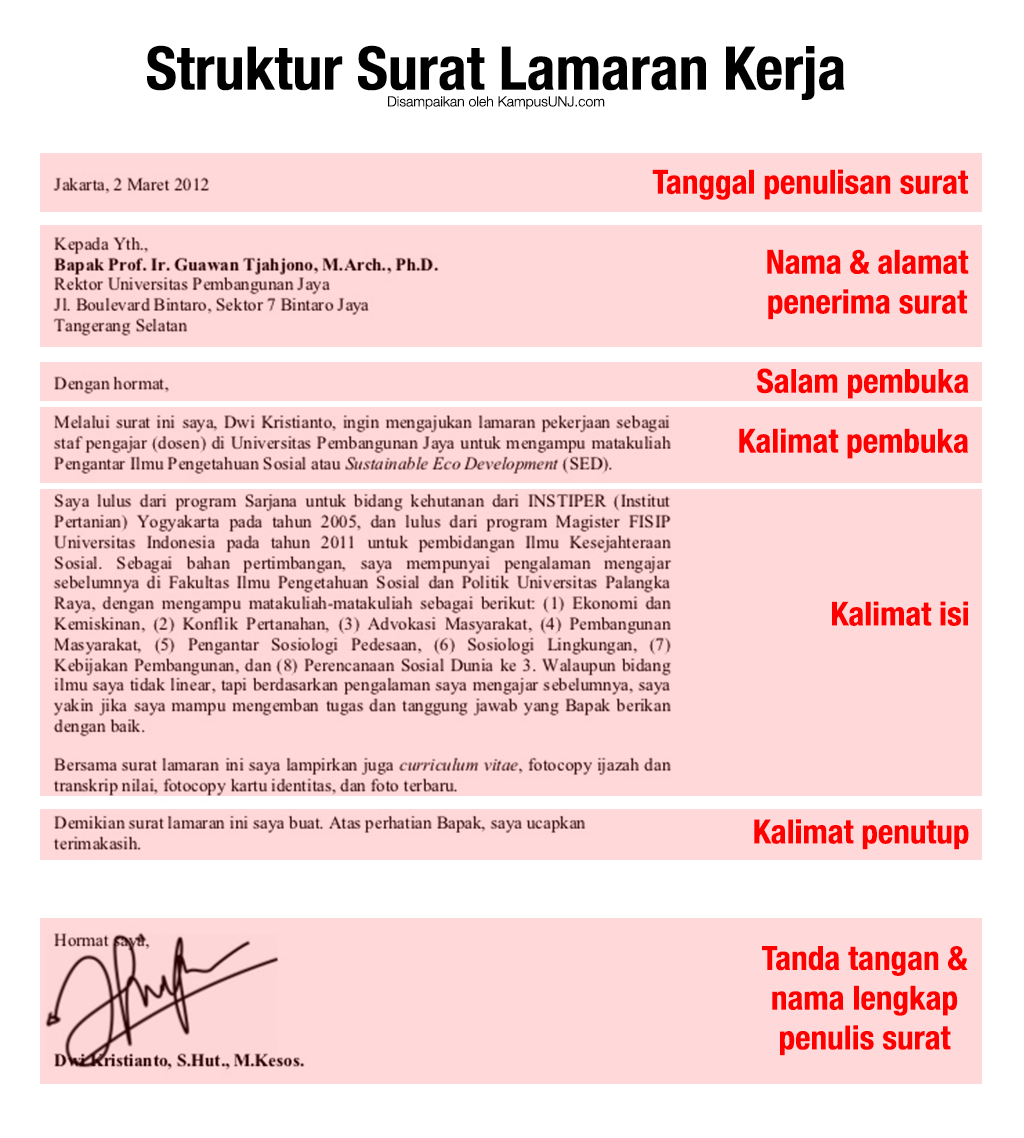 Struktur Surat Lamaran Kerja
Disampaikan oleh KampusUNJ.com
Jakarta, 2 Maret 2012
Tanggal penulisan surat
Kepada Yth.,
Bapak Prof. Ir. Guawan Tjahjono, M.Arch., Ph.D.
Rektor Universitas Pembangunan Jaya
Jl. Boulevard Bintaro, Sektor 7 Bintaro Jaya
Tangerang Selatan
Nama & alamat
penerima surat
Dengan hormat,
Salam pembuka
Melalui surat ini saya, Dwi Kristianto, ingin mengajukan lamaran pekerjaan sebagai
staf pengajar (dosen) di Universitas Pembangunan Jaya untuk mengampu matakuliah
Pengantar Ilmu Pengetahuan Sosial atau Sustainable Eco Development (SED).
Kalimat pembuka
Saya lulus dari program Sarjana untuk bidang kehutanan dari INSTIPER (Institut
Pertanian) Yogyakarta pada tahun 2005, dan lulus dari program Magister FISIP
Universitas Indonesia pada tahun 2011 untuk pembidangan Ilmu Kesejahteraan
Sosial. Sebagai bahan pertimbangan, saya mempunyai pengalaman mengajar
sebelumnya di Fakultas Ilmu Pengetahuan Sosial dan Politik Universitas Palangka
Raya, dengan mengampu matakuliah-matakuliah sebagai berikut: (1) Ekonomi dan
Kemiskinan, (2) Konflik Pertanahan, (3) Advokasi Masyarakat, (4) Pembangunan
Masyarakat, (5) Pengantar Sosiologi Pedesaan, (6) Sosiologi Lingkungan, (7)
Kebijakan Pembangunan, dan (8) Perencanaan Sosial Dunia ke 3. Walaupun bidang
ilmu saya tidak linear, tapi berdasarkan pengalaman saya mengajar sebelumnya, saya
yakin jika saya mampu mengemban tugas dan tanggung jawab yang Bapak berikan
dengan baik.
Bersama surat lamaran ini saya lampirkan juga curriculum vitae, fotocopy ijazah dan
transkrip nilai, fotocopy kartu identitas, dan foto terbaru.
Kalimat isi
Demikian surat lamaran ini saya buat. Atas perhatian Bapak, saya ucapkan
terimakasih.
Kalimat penutup
Hormat saya,
Dwi Kristianto, S.Hut., M.Kesos.
Tanda tangan &
nama lengkap
penulis surat